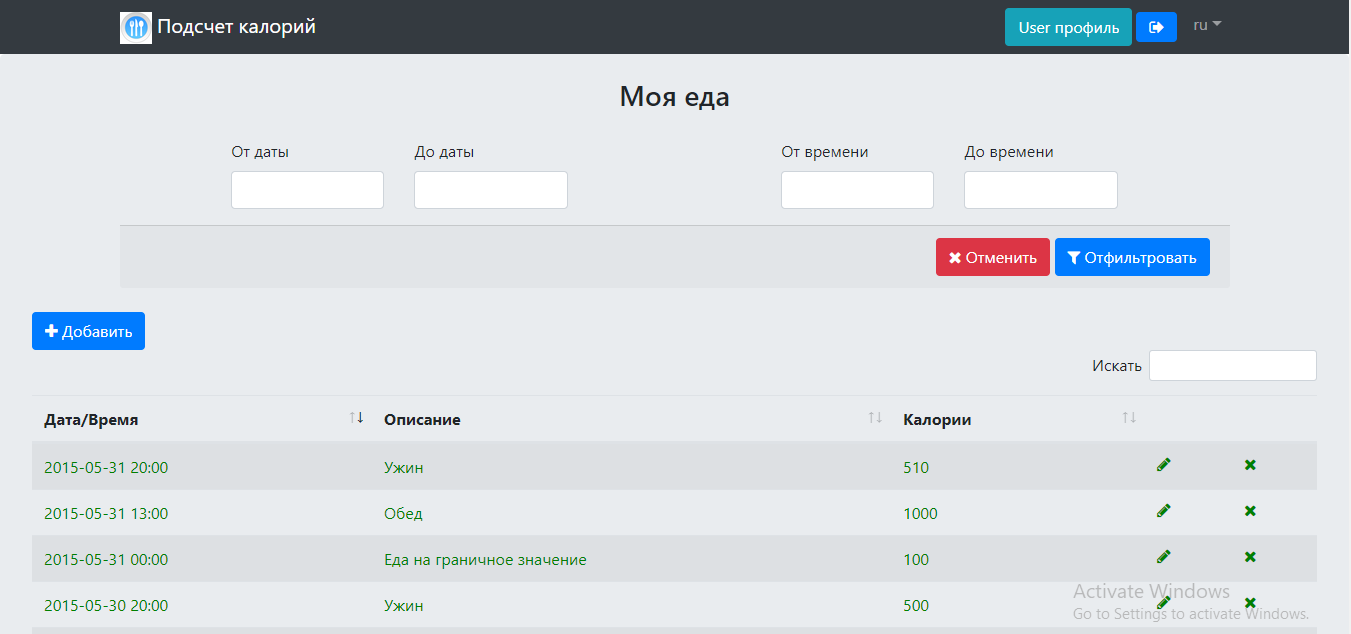 Подсчет калорий User профиль ru
Моя еда
От даты До даты От времени До времени
Отменить Отфильтровать
Добавить
Искать
Дата/Время Описание Калории
2015-05-31 20:00 Ужин 510
2015-05-31 13:00 Обед 1000
2015-05-31 00:00 Еда на граничное значение 100
2015-05-30 20:00 Ужин 500
Activate Windows
Go to Settings to activate Windows.